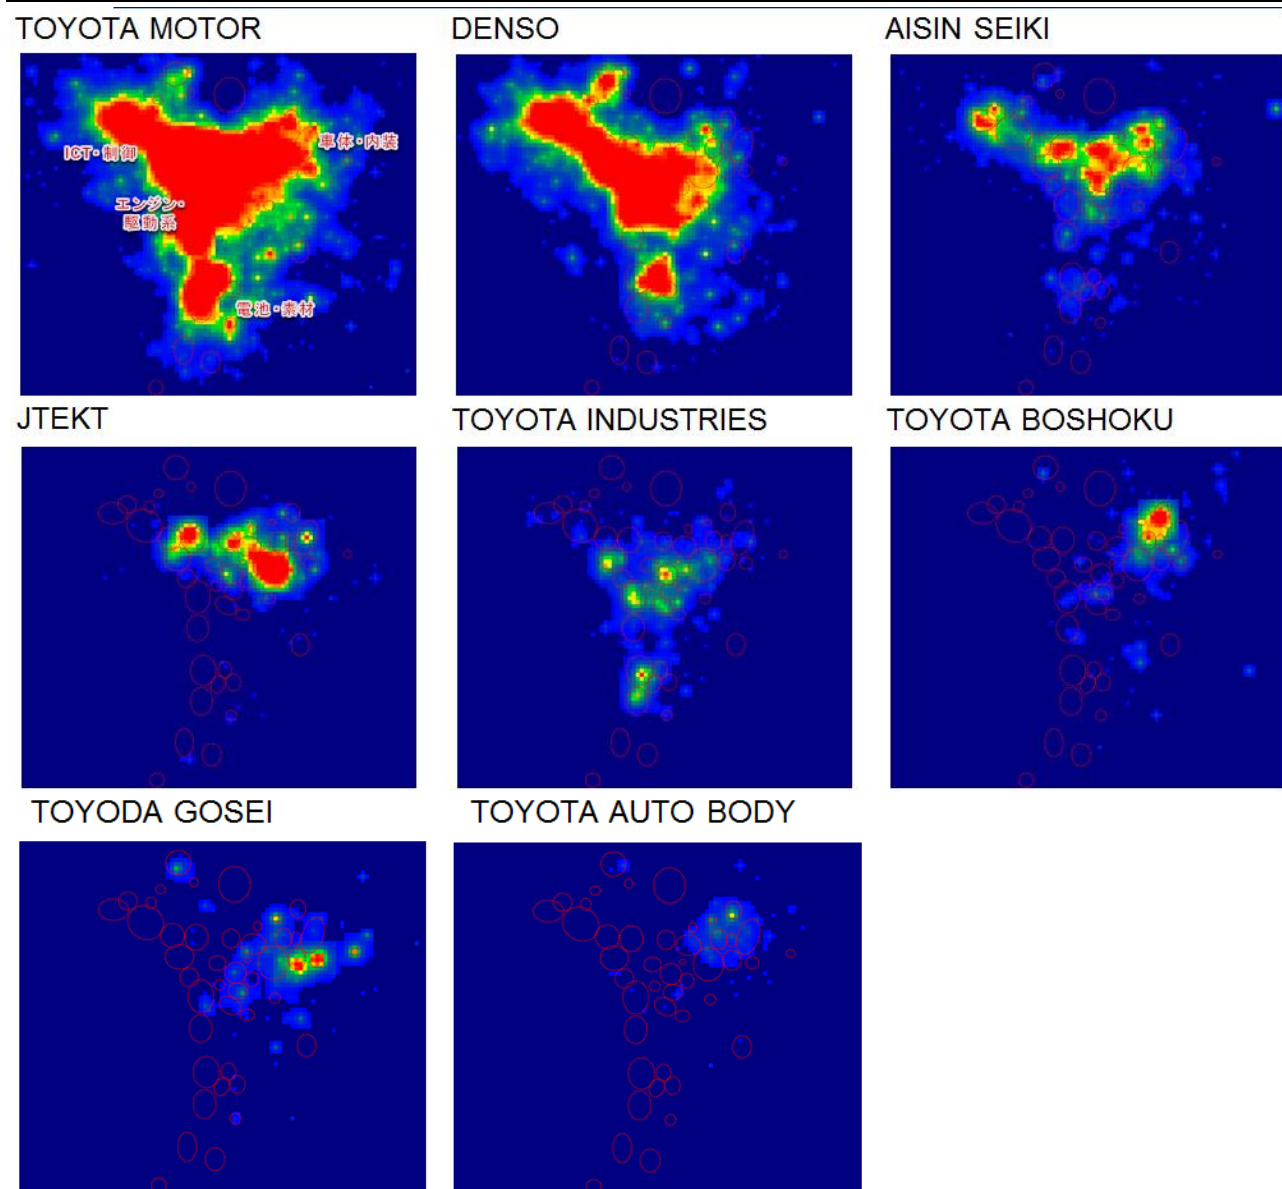 TOYOTA MOTOR
DENSO
AISIN SEIKI
ICT・制御
車体・内装
エンジン・
駆動系
電池・素材
JTEKT
TOYOTA INDUSTRIES
TOYOTA BOSHOKU
TOYODA GOSEI
TOYOTA AUTO BODY